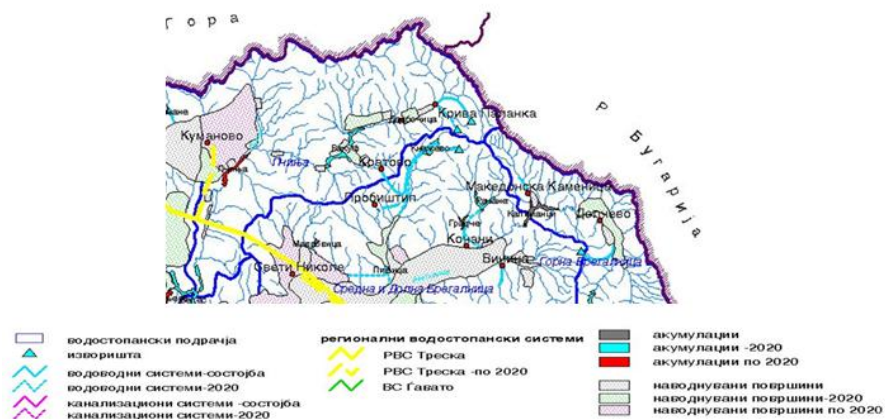 Гора
Крива Паланка
Р. Бугарија
Куманово
Пчиња
Кратово
Пробиштип
Македонска Каменица
Делчево
Кочани
Виница
Свети Николе
Горна Брегалница
Средна и Долна Брегалница
водостопански подрачја
изворишта
водоводни системи-состојба
водоводни системи-2020
канализациони системи -состојба
канализациони системи-2020
регионални водостопански системи
РВС Треска
РВС Треска -по 2020
ВС Ѓавато
акумулации
акумулации -2020
акумулации по 2020
наводнувани површини
наводнувани површини-2020
наводнувани површини по 2020